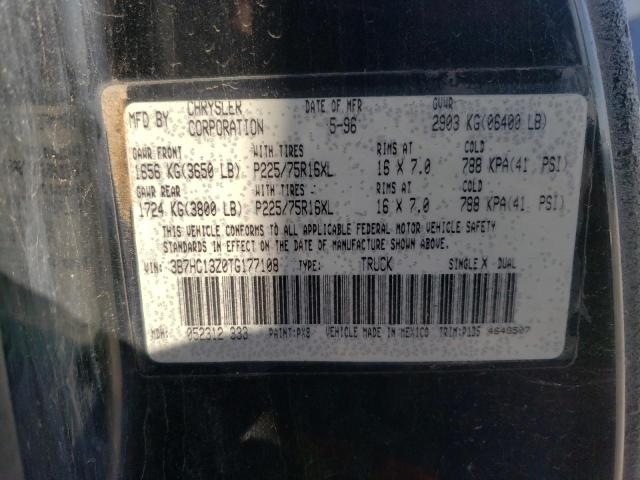 MFD BY CHRYSLER CORPORATION DATE OF MFR 5-96 GVWR 2903 KG(06400 LB)
GAWR FRONT WITH TIRES RIMS AT COLD
1656 KG(3650 LB) P225/75R16XL 16 X 7.0 788 KPA(41 PSI)
GAWR REAR WITH TIRES RIMS AT COLD
1724 KG(3800 LB) P225/75R16XL 16 X 7.0 788 KPA(41 PSI)
THIS VEHICLE CONFORMS TO ALL APPLICABLE FEDERAL MOTOR VEHICLE SAFETY
STANDARDS IN EFFECT ON THE DATE OF MANUFACTURE SHOWN ABOVE.
VIN: 3B7HC13Z0TG177108 TYPE: TRUCK SINGLE X DUAL
MDH: 052312 333 PAINT:PX8 VEHICLE MADE IN MEXICO TRIM:P1D5 4648507